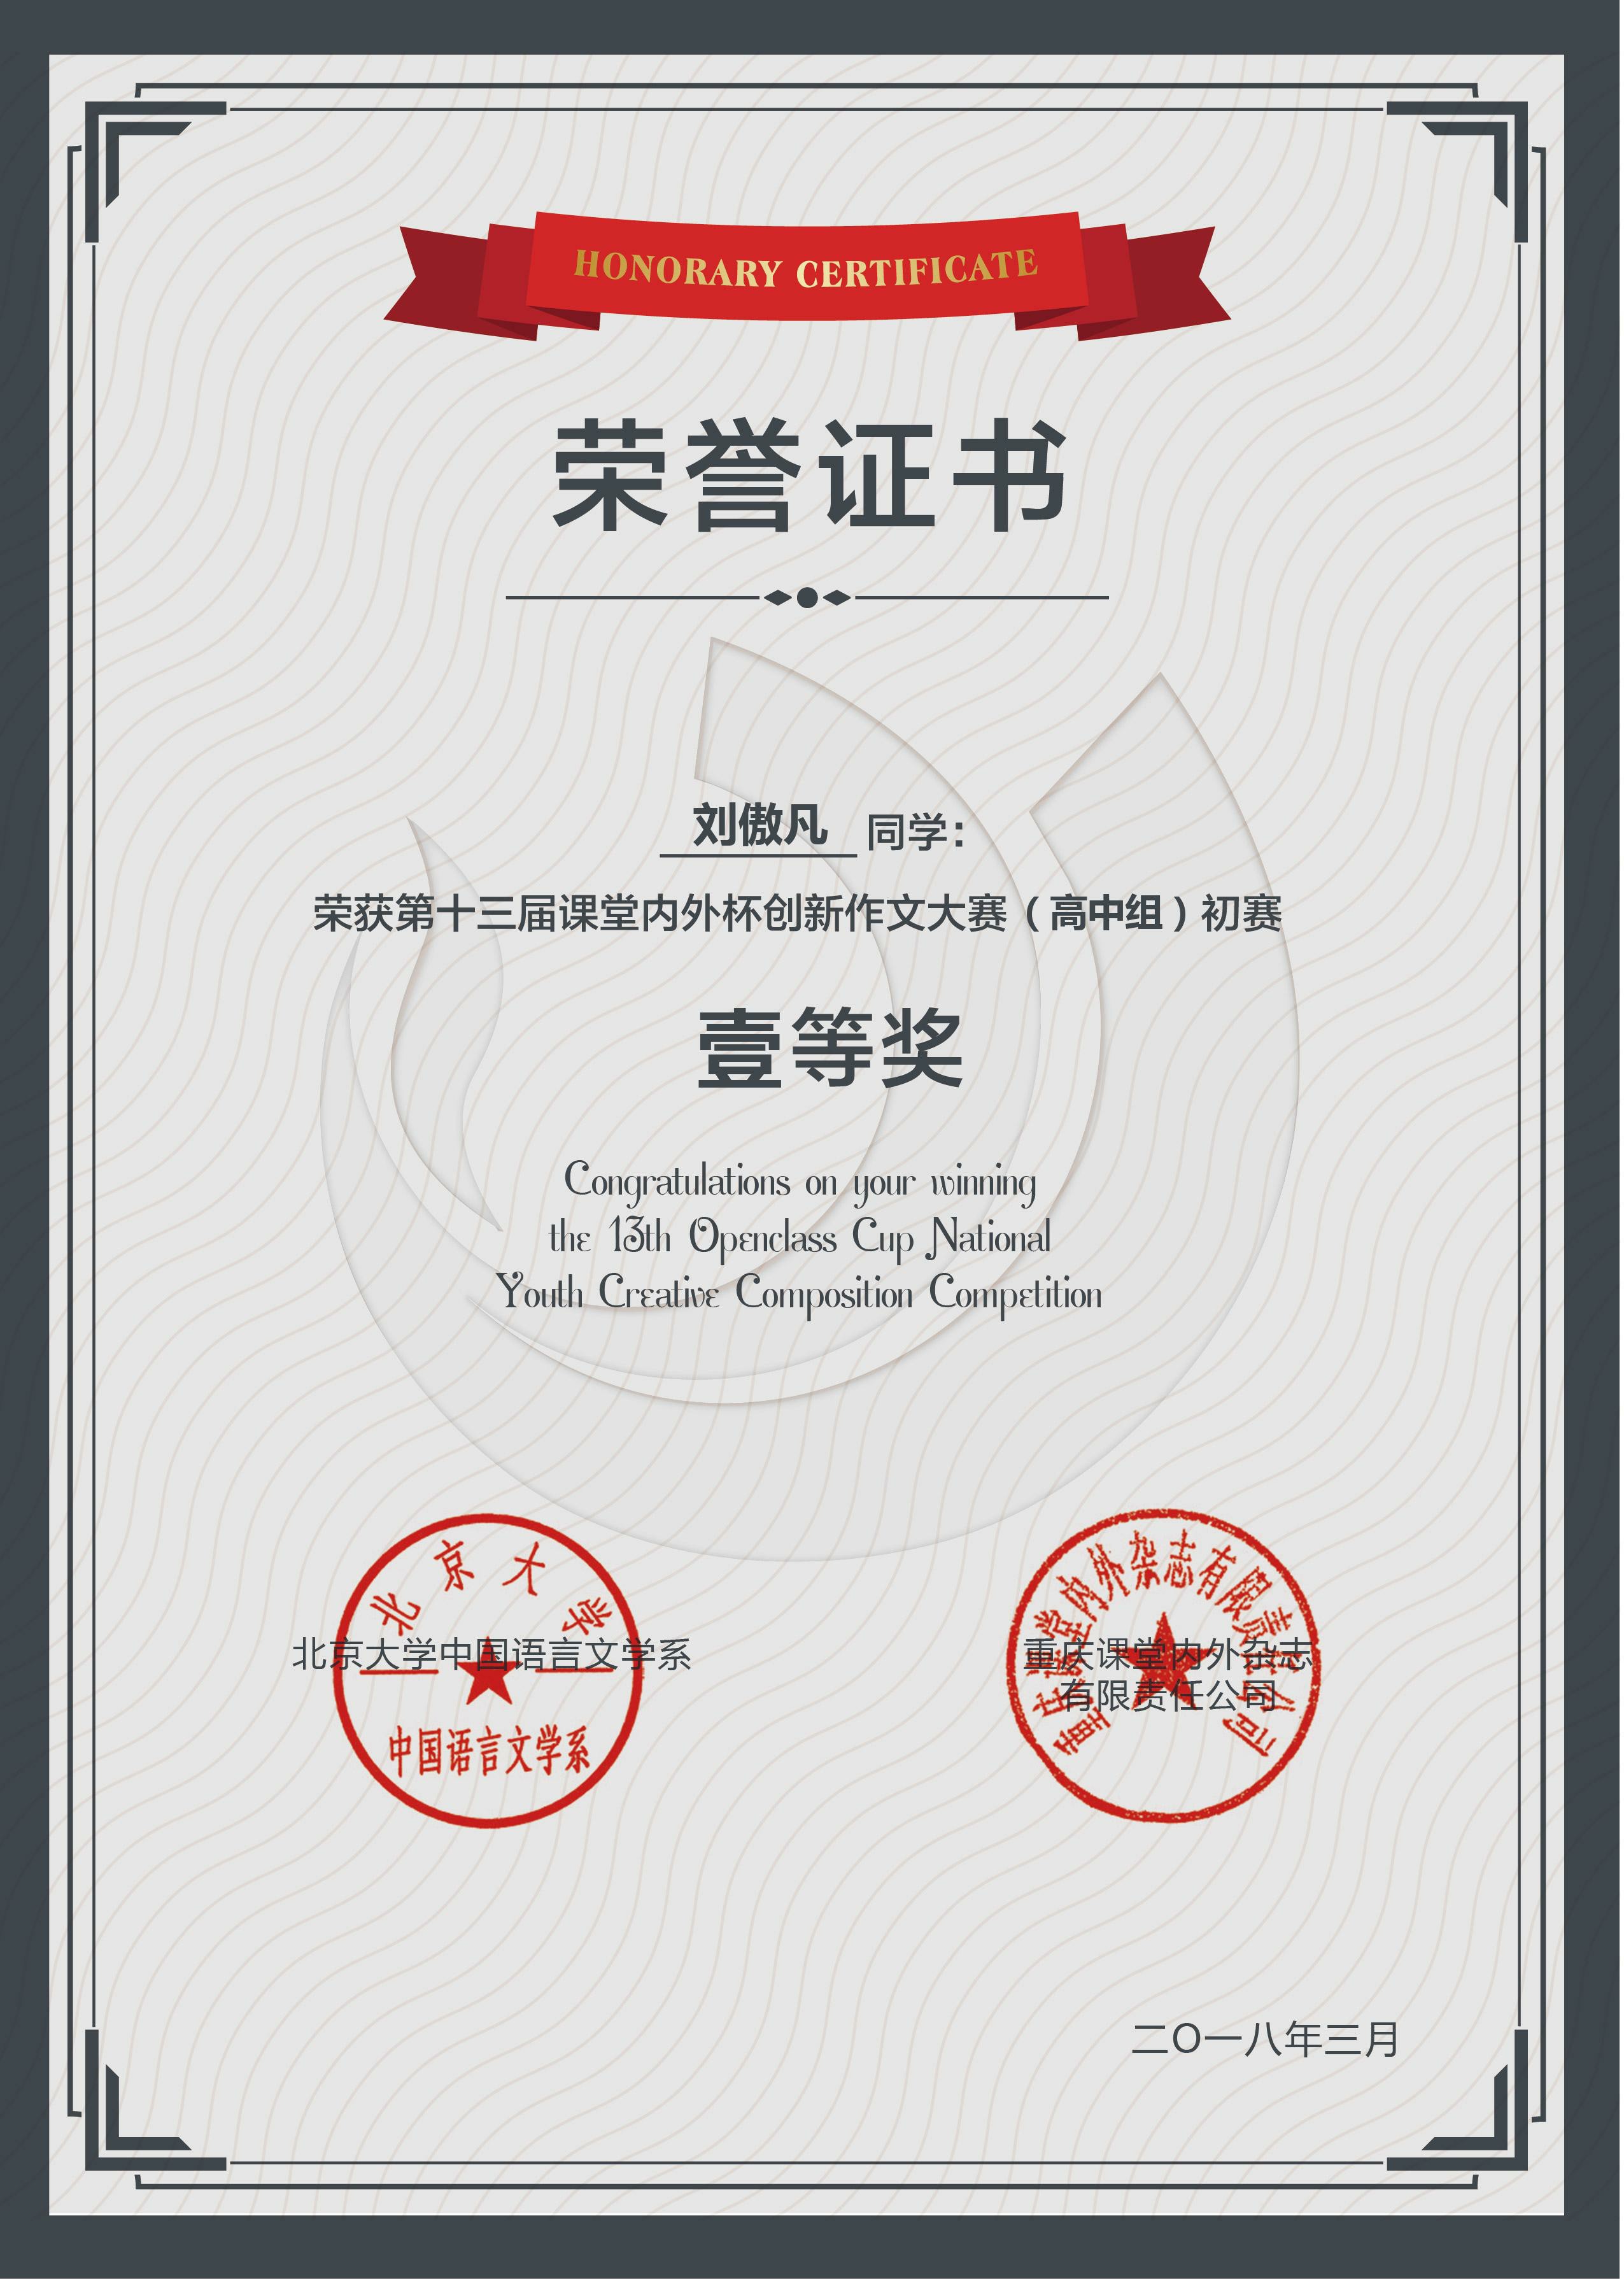 HONORARY CERTIFICATE
荣誉证书
刘傲凡 同学：
荣获第十三届课堂内外杯创新作文大赛（高中组）初赛
壹等奖
Congratulations on your winning
the 13th Openclass Cup National
Youth Creative Composition Competition
北京大学
北京大学中国语言文学系
中国语言文学系
重庆课堂内外杂志有限责任公司
重庆课堂内外杂志
有限责任公司
二O一八年三月